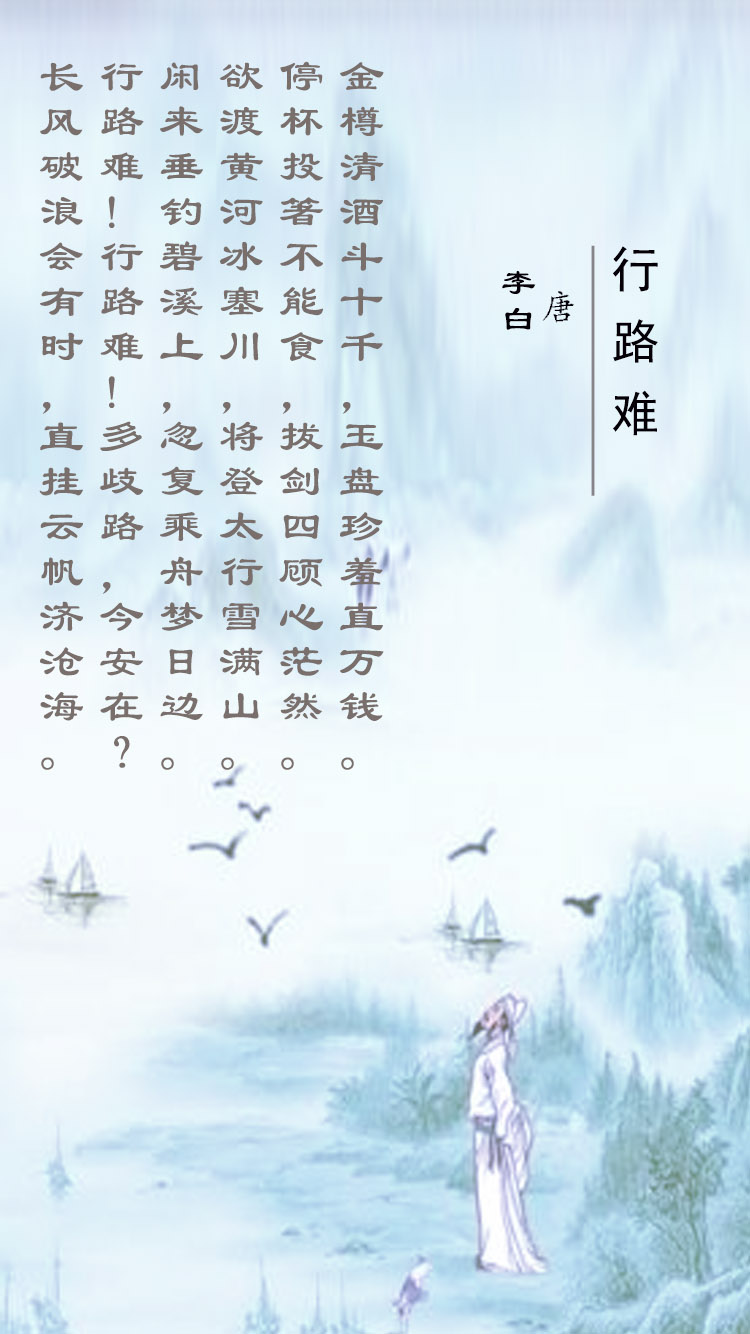 行路难
唐
李白
金樽清酒斗十千，玉盘珍羞直万钱。
停杯投箸不能食，拔剑四顾心茫然。
欲渡黄河冰塞川，将登太行雪满山。
闲来垂钓碧溪上，忽复乘舟梦日边。
行路难！行路难！多歧路，今安在？
长风破浪会有时，直挂云帆济沧海。